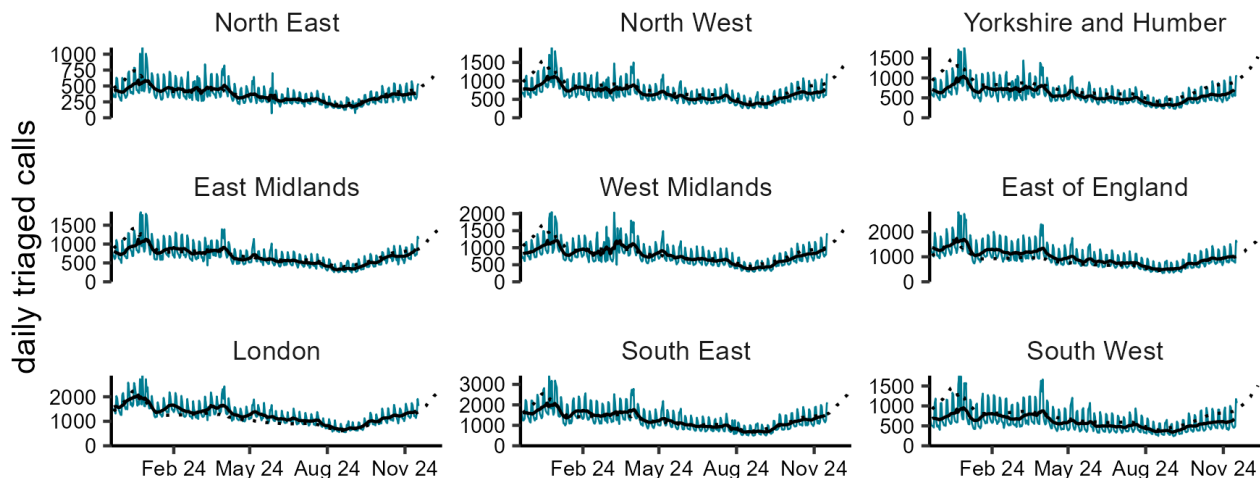 North East
North West
Yorkshire and Humber
1000
750
500
250
0
1500
1000
500
0
1500
1000
500
0
daily triaged calls
East Midlands
West Midlands
East of England
1500
1000
500
0
2000
1500
1000
500
0
2000
1000
0
London
South East
South West
2000
1000
0
3000
2000
1000
0
1500
1000
500
0
Feb 24 May 24 Aug 24 Nov 24
Feb 24 May 24 Aug 24 Nov 24
Feb 24 May 24 Aug 24 Nov 24